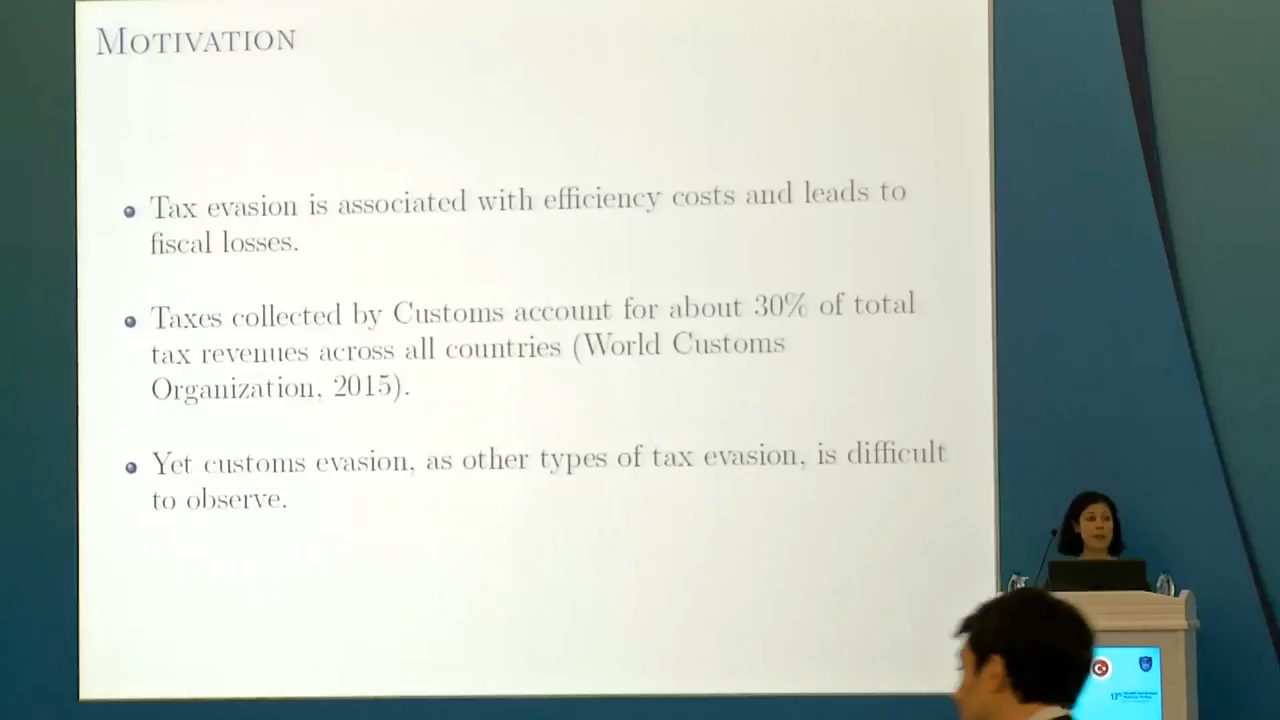 MOTIVATION
Tax evasion is associated with efficiency costs and leads to
fiscal losses.
Taxes collected by Customs account for about 30% of total
tax revenues across all countries (World Customs
Organization, 2015).
Yet customs evasion, as other types of tax evasion, is difficult
to observe.
13th